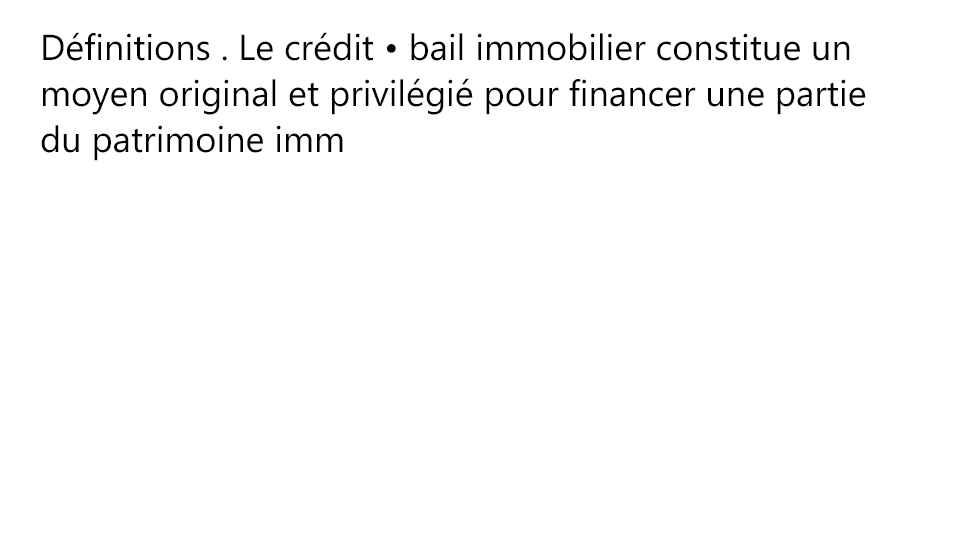 Définitions . Le crédit • bail immobilier constitue un
moyen original et privilégié pour financer une partie
du patrimoine imm